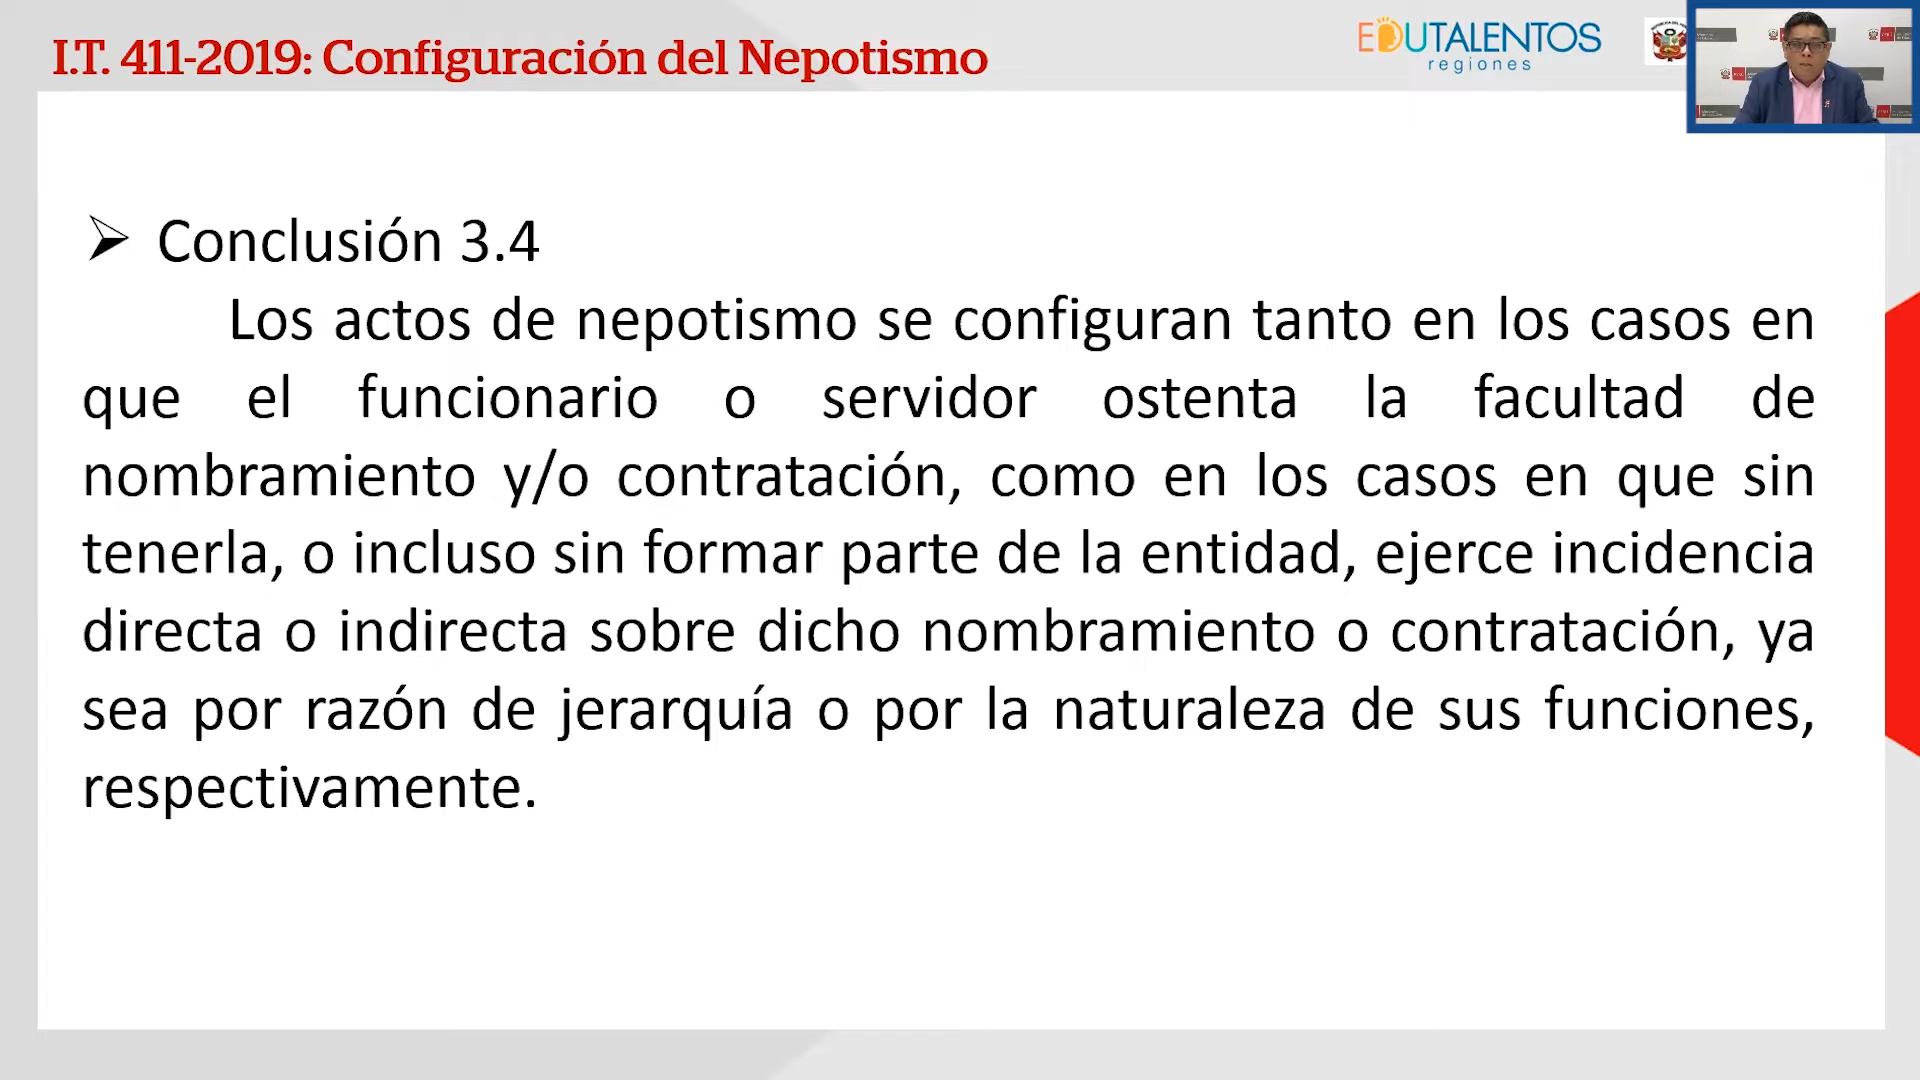 I.T. 411-2019: Configuración del Nepotismo
EDUTALENTOS
regiones
Conclusión 3.4
Los actos de nepotismo se configuran tanto en los casos en
que el funcionario o servidor ostenta la facultad de
nombramiento y/o contratación, como en los casos en que sin
tenerla, o incluso sin formar parte de la entidad, ejerce incidencia
directa o indirecta sobre dicho nombramiento o contratación, ya
sea por razón de jerarquía o por la naturaleza de sus funciones,
respectivamente.